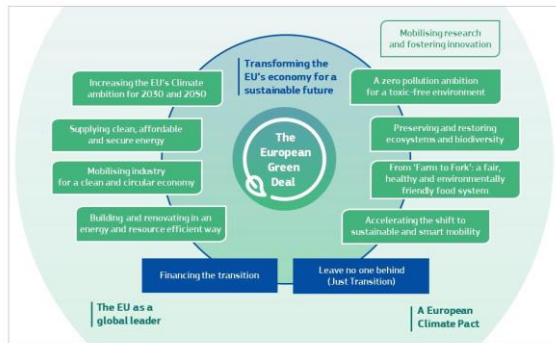 Mobilising research
and fostering innovation
Transforming the
EU's economy for a
sustainable future
Increasing the EU's Climate
ambition for 2030 and 2050
A zero pollution ambition
for a toxic-free environment
Supplying clean, affordable
and secure energy
Preserving and restoring
ecosystems and biodiversity
The
European
Green
Deal
Mobilising industry
for a clean and circular economy
From 'Farm to Fork': a fair,
healthy and environmentally
friendly food system
Building and renovating in an
energy and resource efficient way
Accelerating the shift to
sustainable and smart mobility
Financing the transition
Leave no one behind
(Just Transition)
The EU as a
global leader
A European
Climate Pact